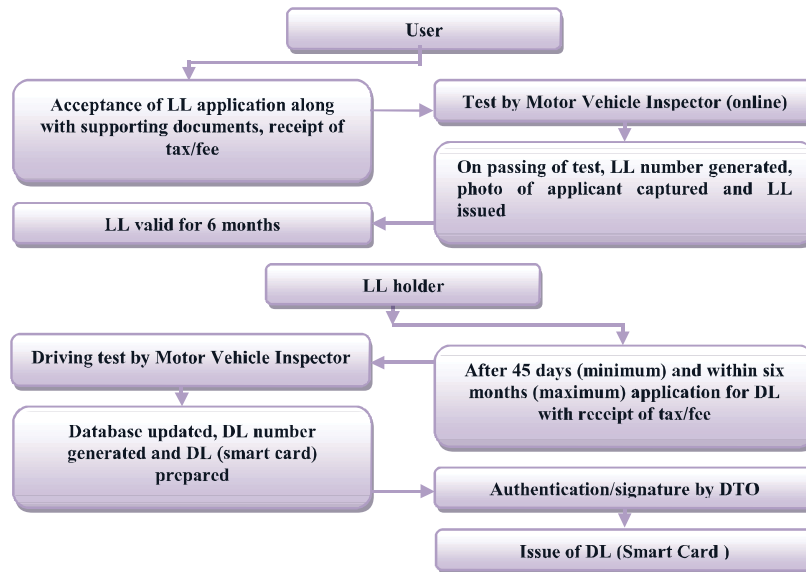 User
Acceptance of LL application along
with supporting documents, receipt of
tax/fee
Test by Motor Vehicle Inspector (online)
On passing of test, LL number generated,
photo of applicant captured and LL
issued
LL valid for 6 months
LL holder
After 45 days (minimum) and within six
months (maximum) application for DL
with receipt of tax/fee
Driving test by Motor Vehicle Inspector
Database updated, DL number
generated and DL (smart card)
prepared
Authentication/signature by DTO
Issue of DL (Smart Card )